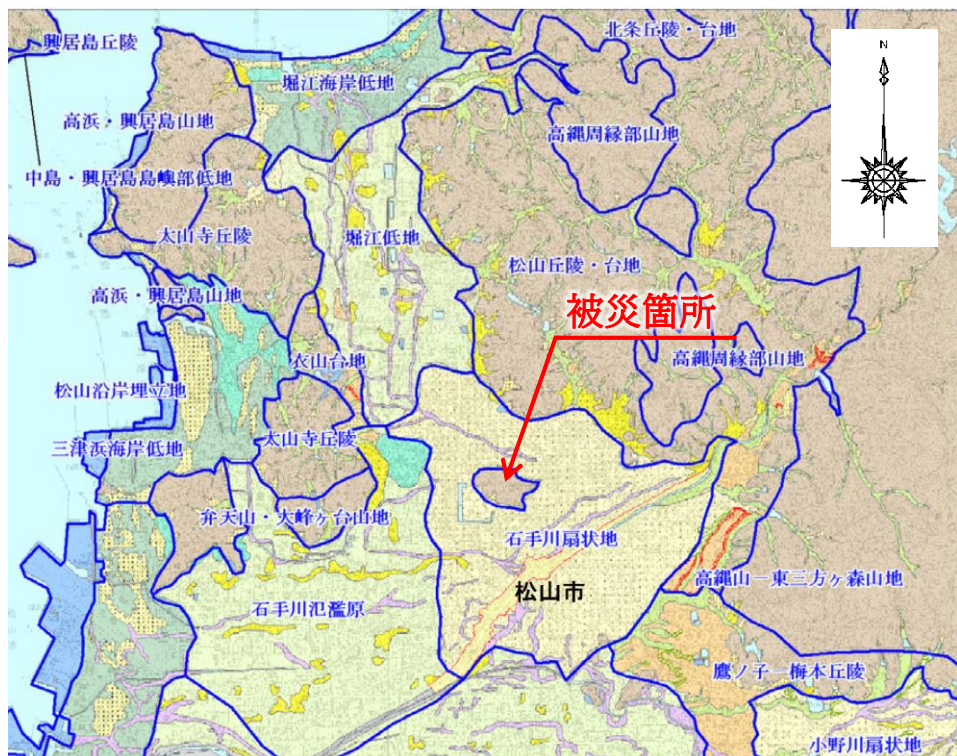 興居島丘陵
北条丘陵・台地
N
堀江海岸低地
高浜・興居島山地
高縄周縁部山地
中島・興居島島嶼部低地
太山寺丘陵
堀江低地
松山丘陵・台地
高浜・興居島山地
被災箇所
衣山台地
高縄周縁部山地
松山沿岸埋立地
太山寺丘陵
三津浜海岸低地
弁天山・大峰ヶ台山地
石手川扇状地
高縄山－東三方ヶ森山地
松山市
石手川氾濫原
鷹ノ子－梅本丘陵
小野川扇状地